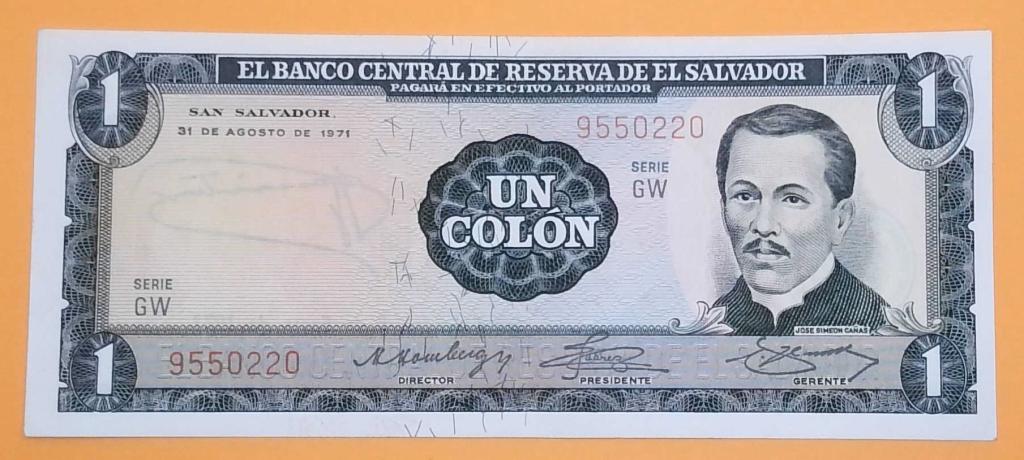 1 1
EL BANCO CENTRAL DE RESERVA DE EL SALVADOR
PAGARÁ EN EFECTIVO AL PORTADOR
SAN SALVADOR,
31 DE AGOSTO DE 1971
9550220
SERIE
GW
UN
COLÓN
SERIE
GW
JOSE SIMEON CAÑAS
1 1
9550220
DIRECTOR PRESIDENTE GERENTE